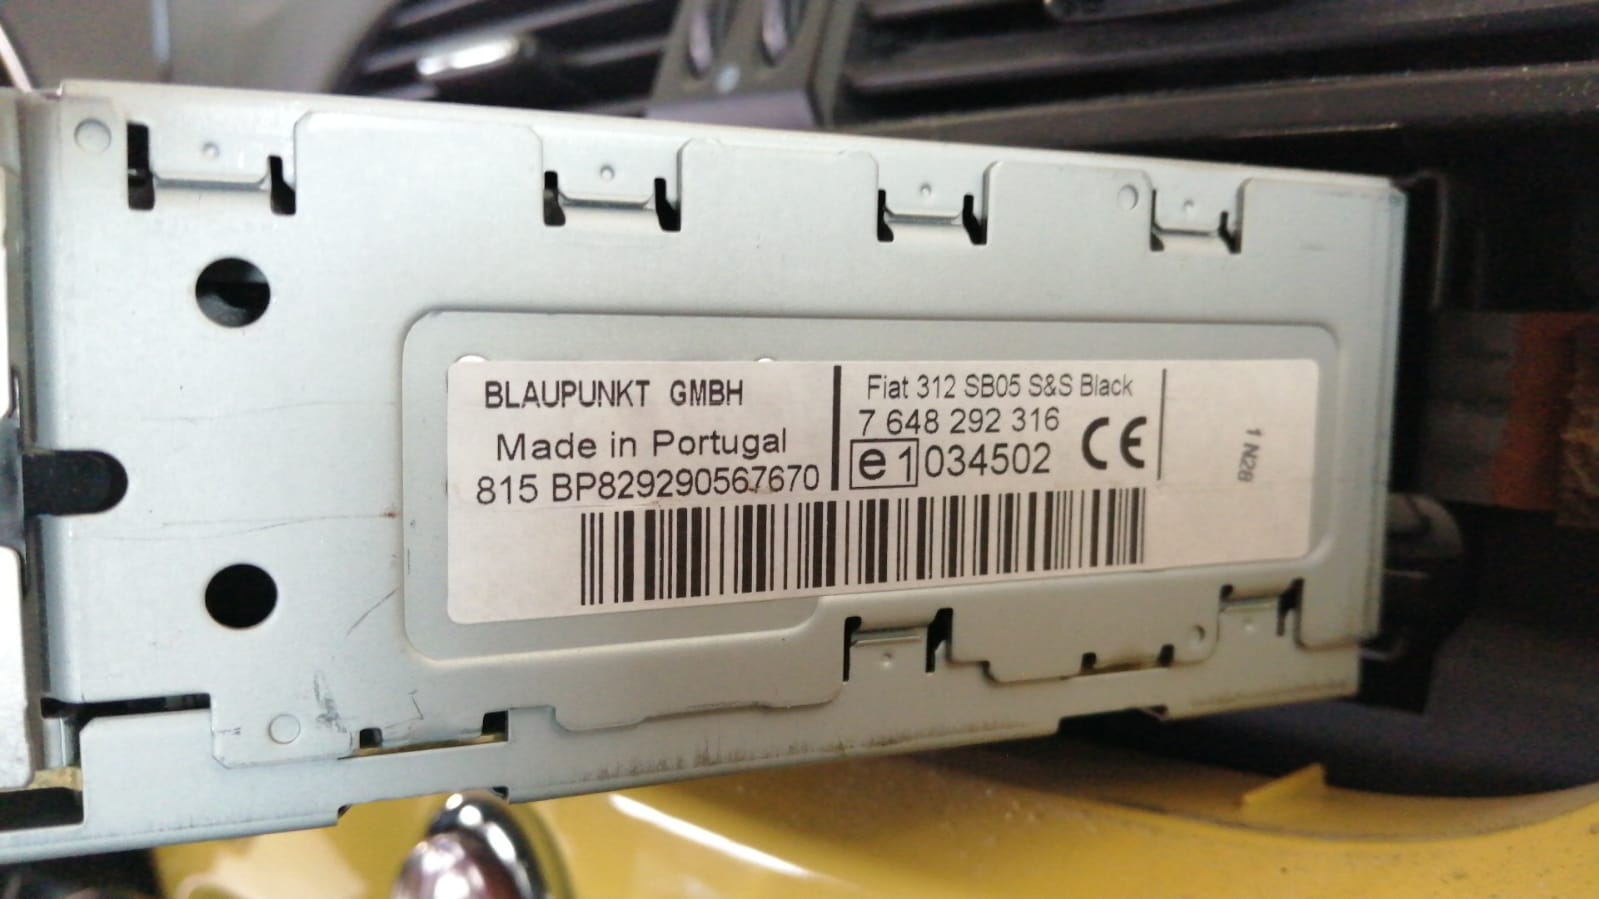 BLAUPUNKT GMBH
Made in Portugal
815 BP829290567670
Fiat 312 SB05 S&S Black
7 648 292 316
e1 034502 CE
1 N28